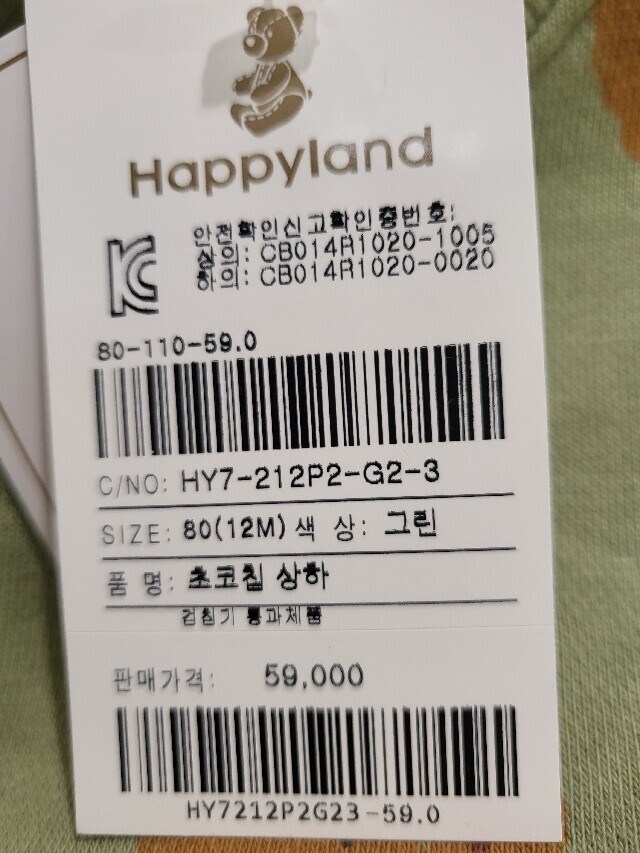 Happyland
안전확인신고확인증번호:
상의: CB014R1020-1005
하의: CB014R1020-0020
80-110-59.0
C/NO: HY7-212P2-G2-3
SIZE: 80(12M) 색 상: 그린
품 명: 초코칩 상하
검침기 통과제품
판매가격: 59,000
HY7212P2G23-59.0